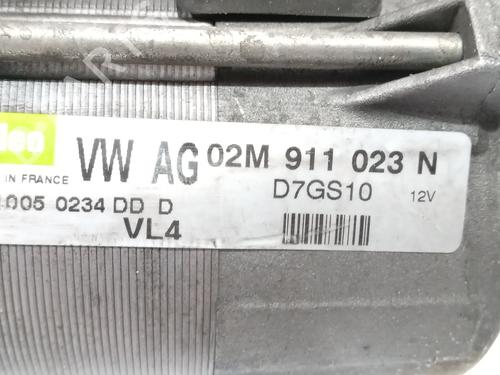 VW AG 02M 911 023 N
IN FRANCE D7GS10 12V
005 0234 DD D
VL4